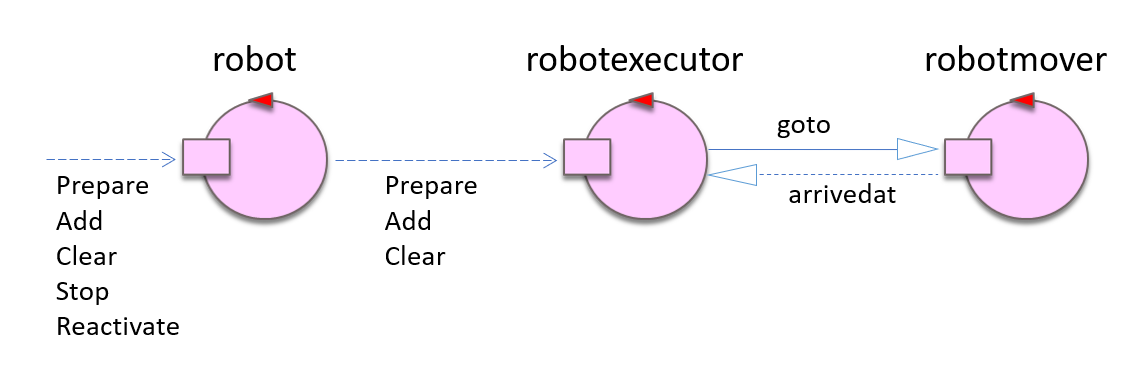 robot
robotexecutor
robotmover
goto
arrivedat
Prepare
Add
Clear
Stop
Reactivate
Prepare
Add
Clear